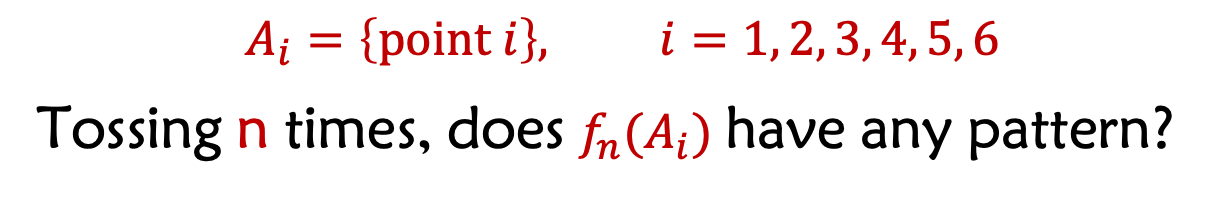 A_i = {point i}, i = 1, 2, 3, 4, 5, 6
Tossing n times, does f_n(A_i) have any pattern?